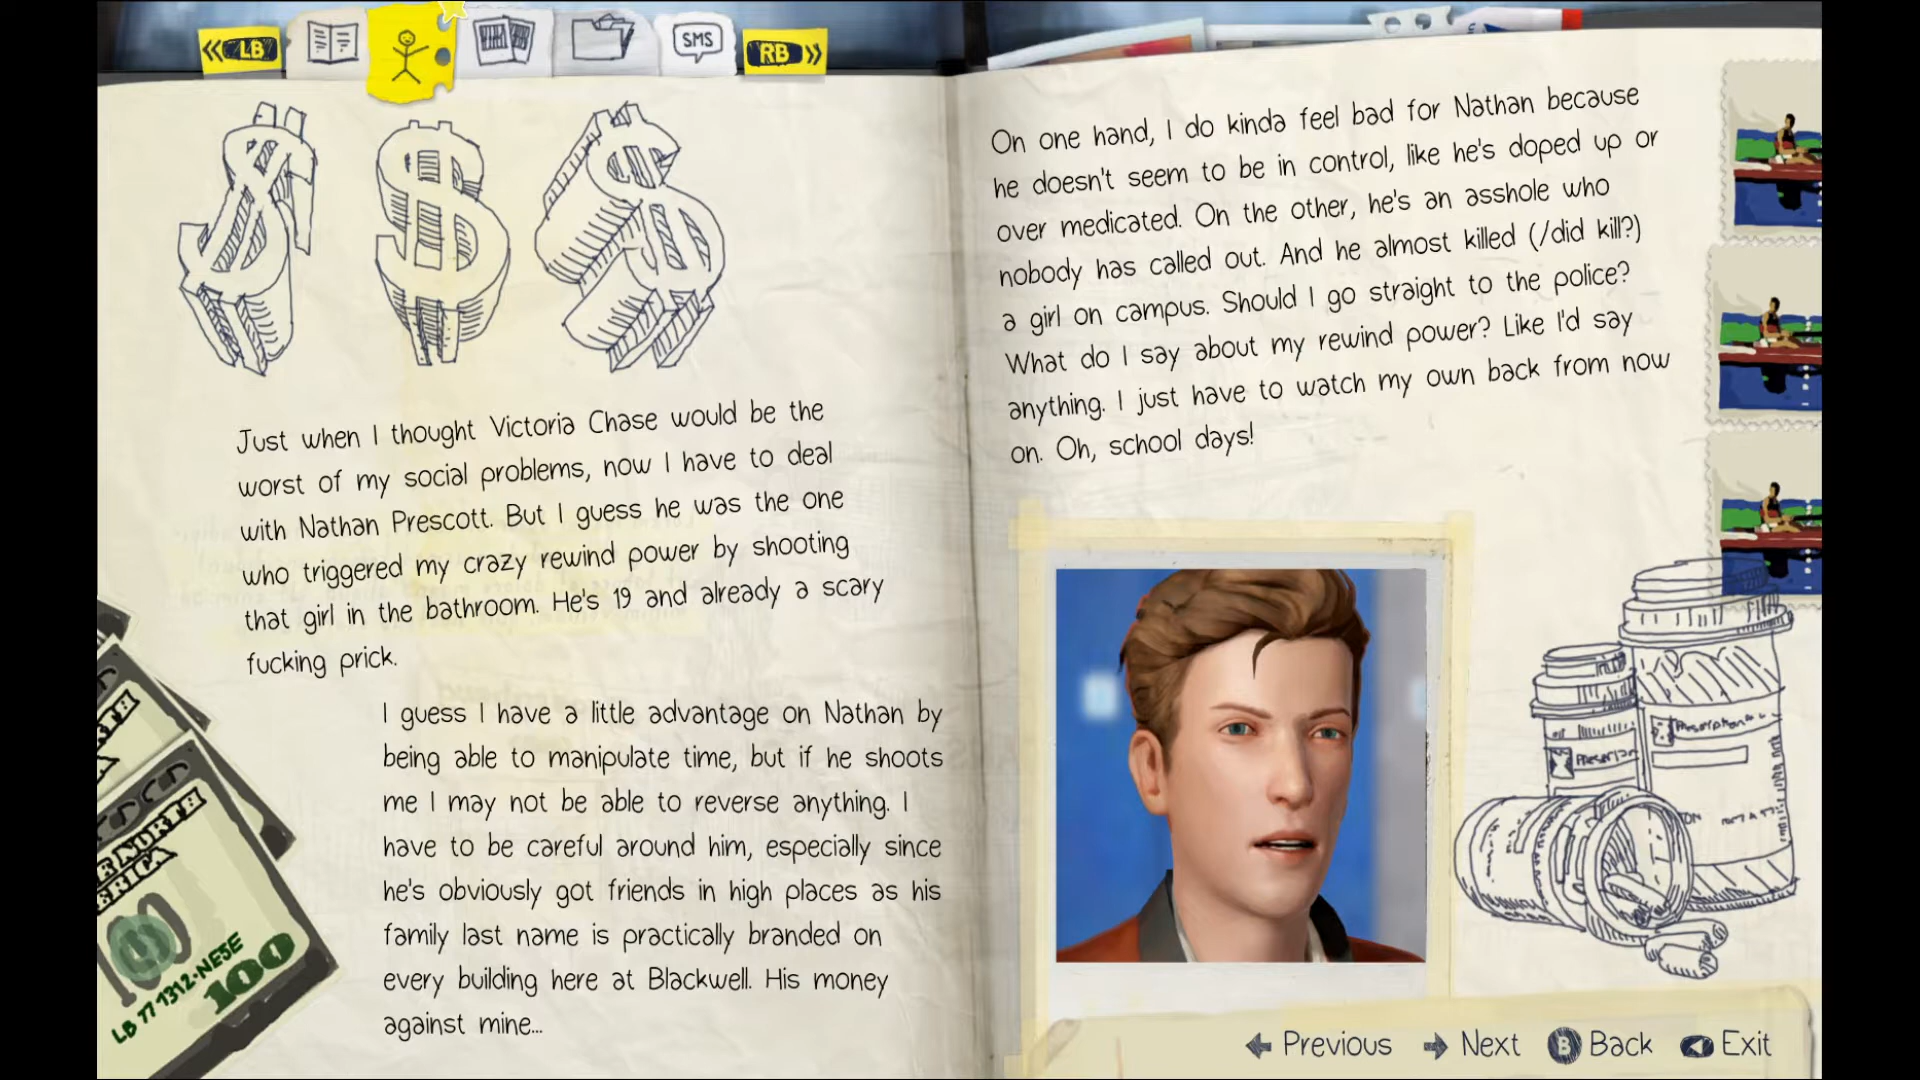 LB
SMS
RB
Just when I thought Victoria Chase would be the
worst of my social problems, now I have to deal
with Nathan Prescott. But I guess he was the one
who triggered my crazy rewind power by shooting
that girl in the bathroom. He's 19 and already a scary
fucking prick.
I guess I have a little advantage on Nathan by
being able to manipulate time, but if he shoots
me I may not be able to reverse anything. I
have to be careful around him, especially since
he's obviously got friends in high places as his
family last name is practically branded on
every building here at Blackwell. His money
against mine...
100
LB 77 1312-NESE
100
On one hand, I do kinda feel bad for Nathan because
he doesn't seem to be in control, like he's doped up or
over medicated. On the other, he's an asshole who
nobody has called out. And he almost killed (/did kill?)
a girl on campus. Should I go straight to the police?
What do I say about my rewind power? Like I'd say
anything. I just have to watch my own back from now
on. Oh, school days!
Previous
Next
B Back
Exit